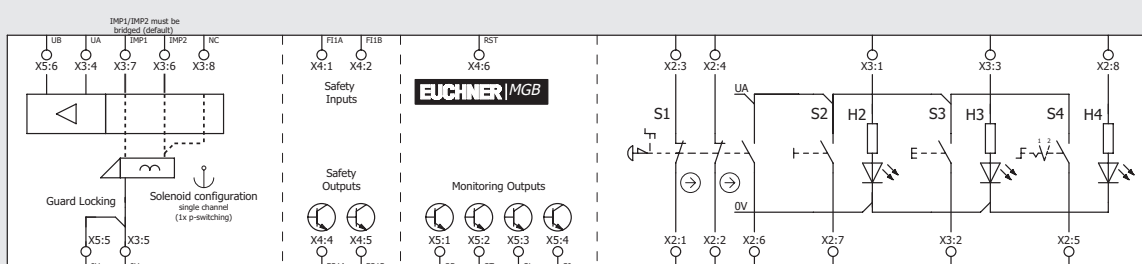 IMP1/IMP2 must be
bridged (default)
UB UA IMP1 IMP2 NC FI1A FI1B RST
X5:6 X3:4 X3:7 X3:6 X3:8 X4:1 X4:2 X4:6 X2:3 X2:4 X3:1 X3:3 X2:8
Safety
Inputs
EUCHNER|MGB
UA
S1 S2 H2 S3 H3 S4 H4
1 2
Guard Locking
Solenoid configuration
single channel
(1x p-switching)
Safety
Outputs
Monitoring Outputs
0V
X5:5 X3:5 X4:4 X4:5 X5:1 X5:2 X5:3 X5:4 X2:1 X2:2 X2:6 X2:7 X3:2 X2:5